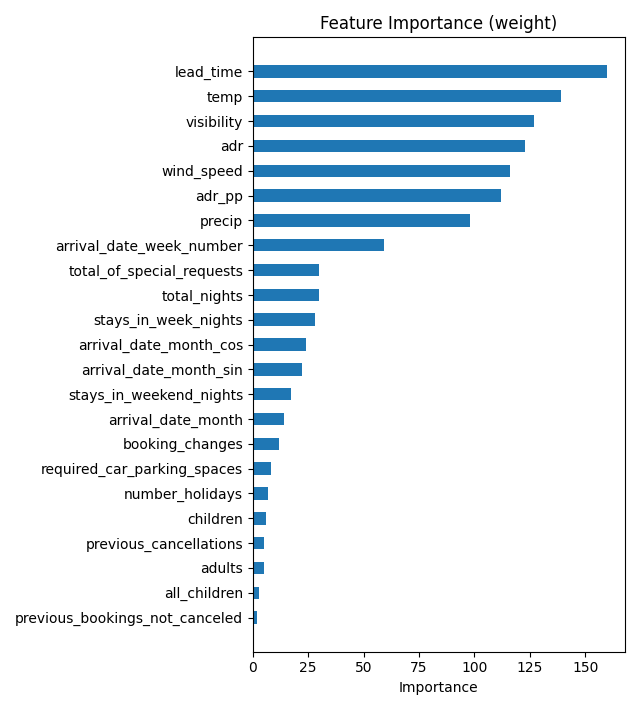 Feature Importance (weight)
lead_time
temp
visibility
adr
wind_speed
adr_pp
precip
arrival_date_week_number
total_of_special_requests
total_nights
stays_in_week_nights
arrival_date_month_cos
arrival_date_month_sin
stays_in_weekend_nights
arrival_date_month
booking_changes
required_car_parking_spaces
number_holidays
children
previous_cancellations
adults
all_children
previous_bookings_not_canceled
0 25 50 75 100 125 150
Importance